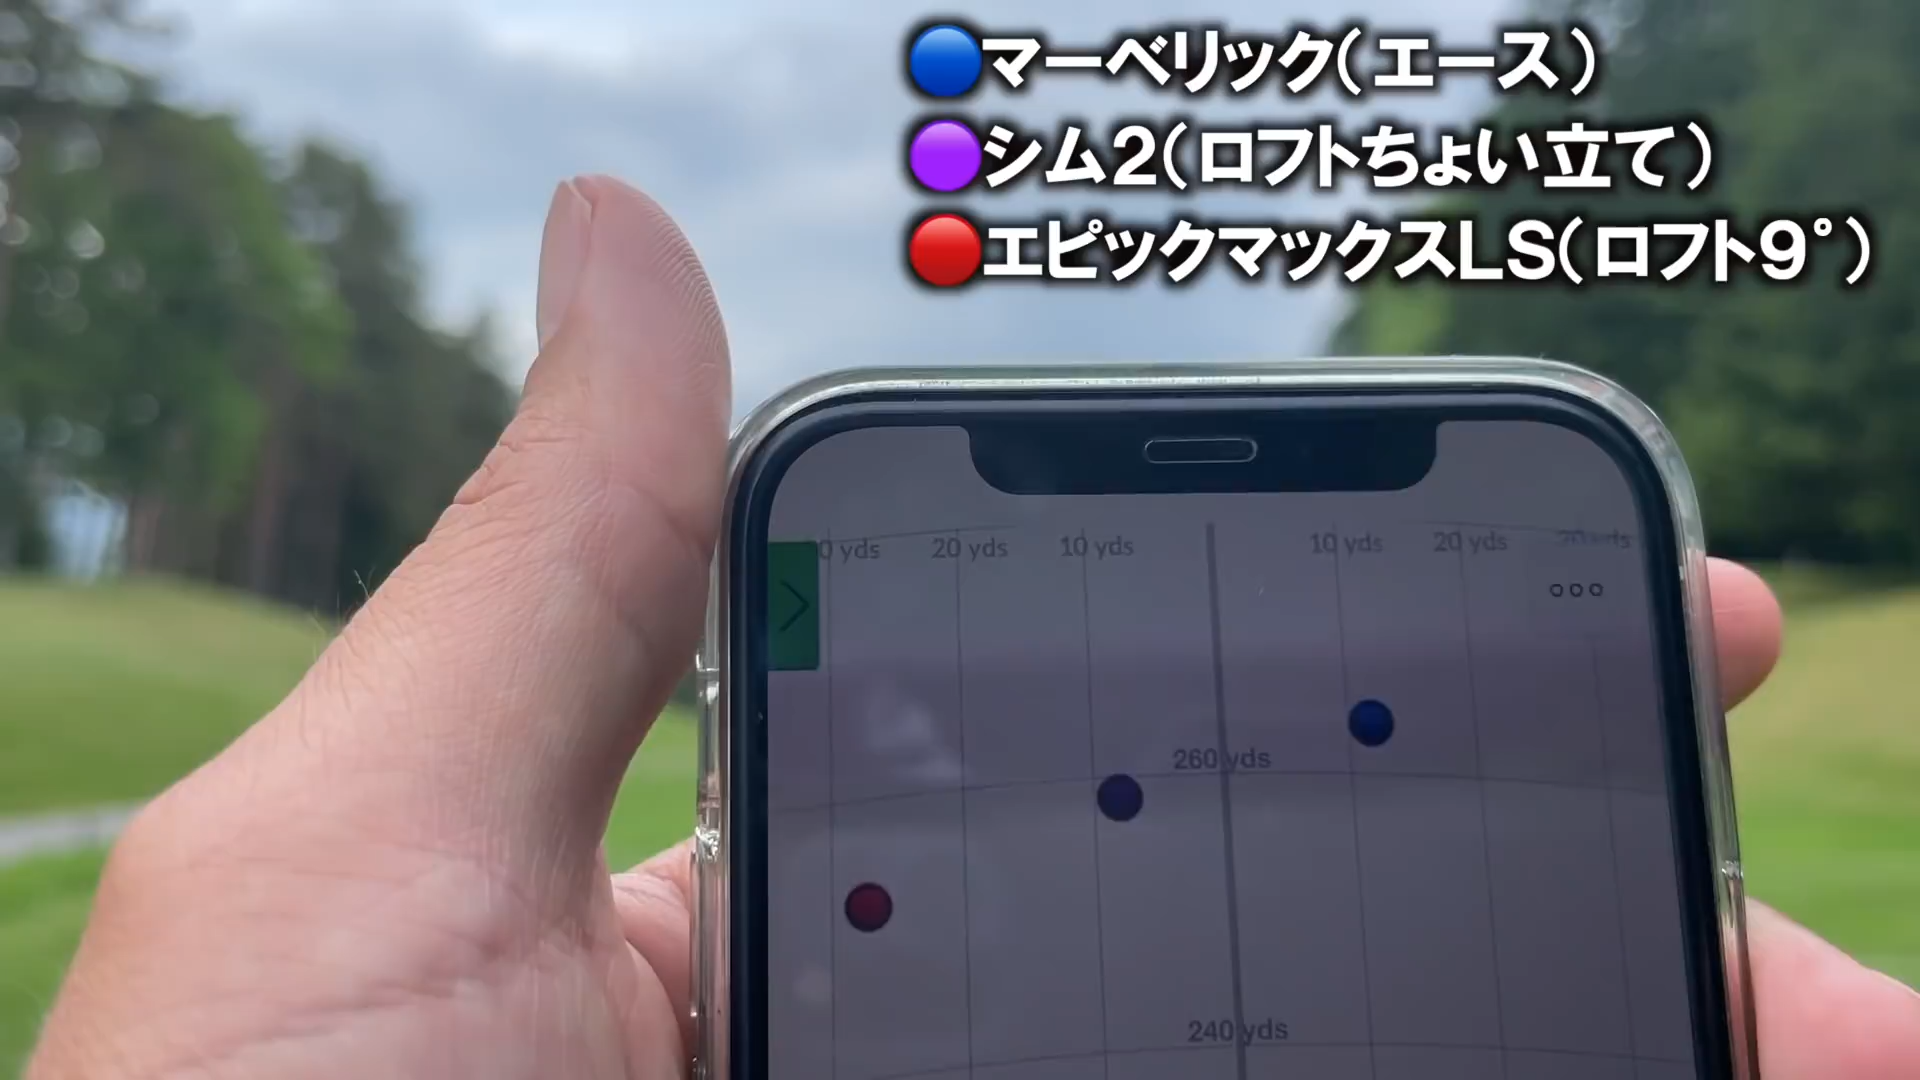 マーベリック(エース)
シム2(ロフトちょい立て)
エピックマックスLS(ロフト9°)
0 yds 20 yds 10 yds 10 yds 20 yds
260 yds
240 yds